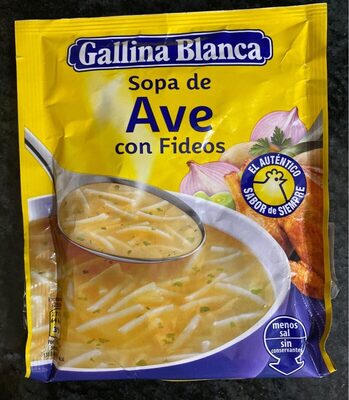 Gallina Blanca
Sopa de
Ave
con Fideos
EL AUTÉNTICO
SABOR de SIEMPRE
menos
sal
sin
conservantes